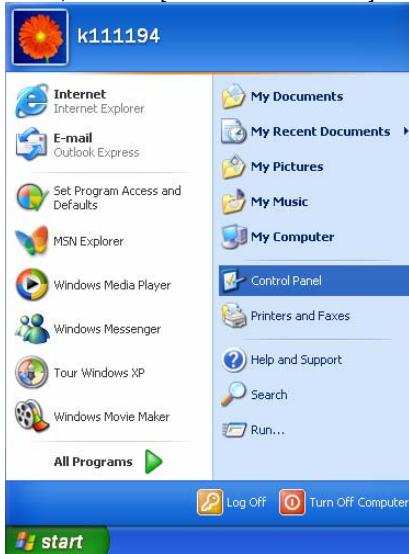 k111194
Internet
Internet Explorer
E-mail
Outlook Express
Set Program Access and
Defaults
MSN Explorer
Windows Media Player
Windows Messenger
Tour Windows XP
Windows Movie Maker
All Programs
My Documents
My Recent Documents
My Pictures
My Music
My Computer
Control Panel
Printers and Faxes
Help and Support
Search
Run...
Log Off
Turn Off Computer
start